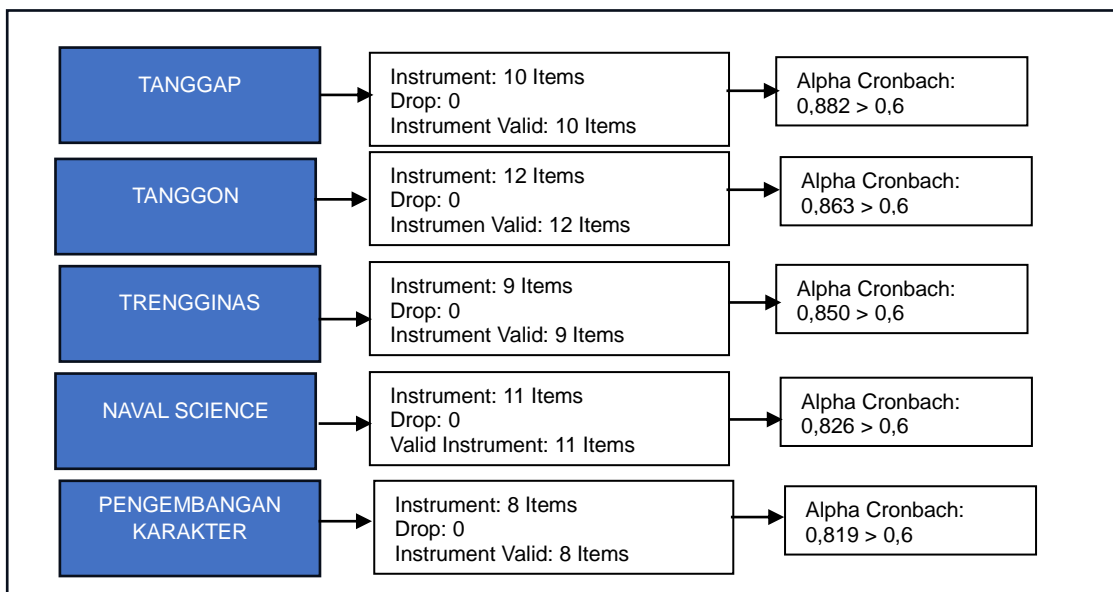 TANGGAP
Instrument: 10 Items
Drop: 0
Instrument Valid: 10 Items
Alpha Cronbach:
0,882 > 0,6
TANGGON
Instrument: 12 Items
Drop: 0
Instrumen Valid: 12 Items
Alpha Cronbach:
0,863 > 0,6
TRENGGINAS
Instrument: 9 Items
Drop: 0
Instrument Valid: 9 Items
Alpha Cronbach:
0,850 > 0,6
NAVAL SCIENCE
Instrument: 11 Items
Drop: 0
Valid Instrument: 11 Items
Alpha Cronbach:
0,826 > 0,6
PENGEMBANGAN
KARAKTER
Instrument: 8 Items
Drop: 0
Instrument Valid: 8 Items
Alpha Cronbach:
0,819 > 0,6